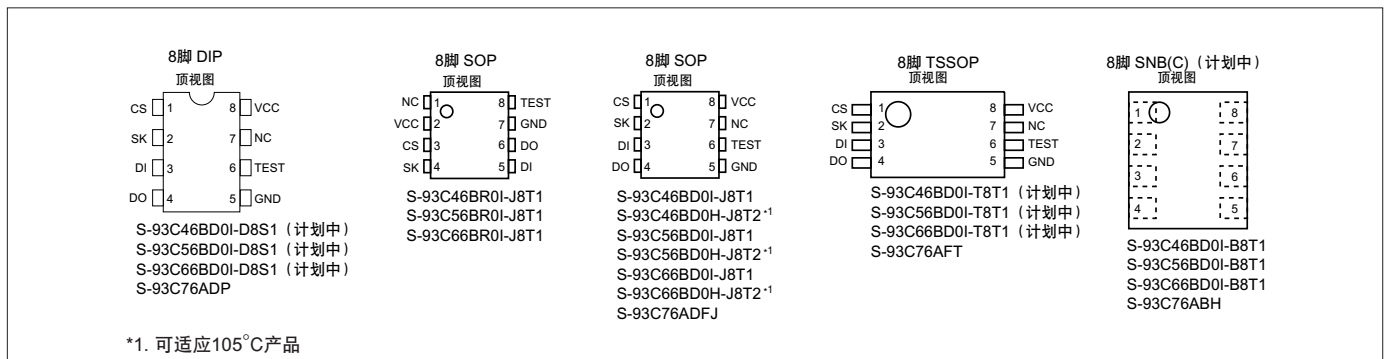 8脚 DIP
顶视图
CS 1 8 VCC
SK 2 7 NC
DI 3 6 TEST
DO 4 5 GND
S-93C46BD0I-D8S1（计划中）
S-93C56BD0I-D8S1（计划中）
S-93C66BD0I-D8S1（计划中）
S-93C76ADP
8脚 SOP
顶视图
NC 1 8 TEST
VCC 2 7 GND
CS 3 6 DO
SK 4 5 DI
S-93C46BR0I-J8T1
S-93C56BR0I-J8T1
S-93C66BR0I-J8T1
8脚 SOP
顶视图
CS 1 8 VCC
SK 2 7 NC
DI 3 6 TEST
DO 4 5 GND
S-93C46BD0I-J8T1
S-93C46BD0H-J8T2*1
S-93C56BD0I-J8T1
S-93C56BD0H-J8T2*1
S-93C66BD0I-J8T1
S-93C66BD0H-J8T2*1
S-93C76ADFJ
8脚 TSSOP
顶视图
CS 1 8 VCC
SK 2 7 NC
DI 3 6 TEST
DO 4 5 GND
S-93C46BD0I-T8T1（计划中）
S-93C56BD0I-T8T1（计划中）
S-93C66BD0I-T8T1（计划中）
S-93C76AFT
8脚 SNB(C)（计划中）
顶视图
1 8
2 7
3 6
4 5
S-93C46BD0I-B8T1
S-93C56BD0I-B8T1
S-93C66BD0I-B8T1
S-93C76ABH
*1. 可适应105°C产品